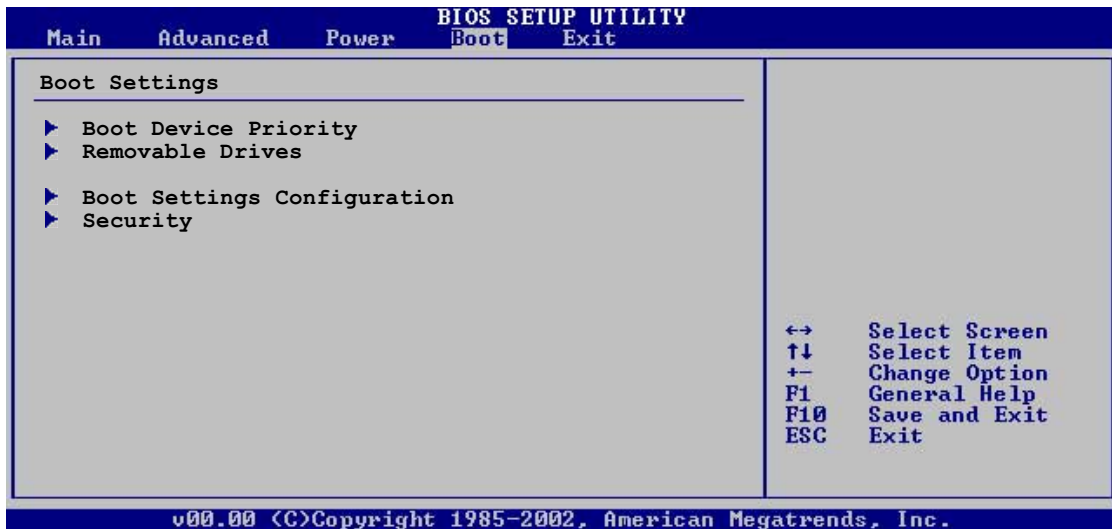 BIOS SETUP UTILITY
Main Advanced Power Boot Exit
Boot Settings
Boot Device Priority
Removable Drives
Boot Settings Configuration
Security
←→ Select Screen
↑↓ Select Item
+- Change Option
F1 General Help
F10 Save and Exit
ESC Exit
v00.00 (C)Copyright 1985-2002, American Megatrends, Inc.